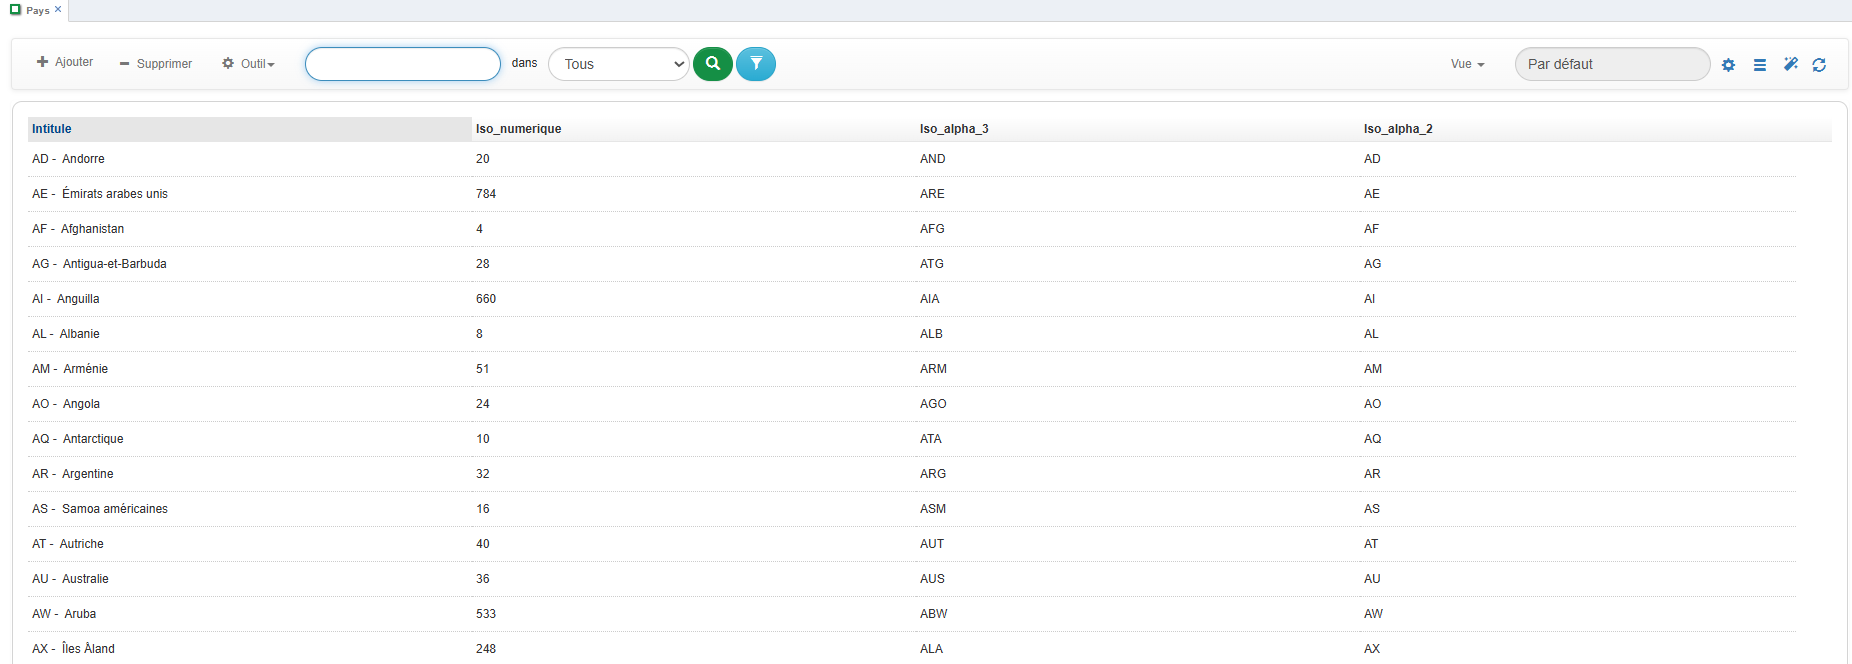 Pays ×
Ajouter Supprimer Outil dans Tous Vue Par défaut
Intitule Iso_numerique Iso_alpha_3 Iso_alpha_2
AD - Andorre 20 AND AD
AE - Émirats arabes unis 784 ARE AE
AF - Afghanistan 4 AFG AF
AG - Antigua-et-Barbuda 28 ATG AG
AI - Anguilla 660 AIA AI
AL - Albanie 8 ALB AL
AM - Arménie 51 ARM AM
AO - Angola 24 AGO AO
AQ - Antarctique 10 ATA AQ
AR - Argentine 32 ARG AR
AS - Samoa américaines 16 ASM AS
AT - Autriche 40 AUT AT
AU - Australie 36 AUS AU
AW - Aruba 533 ABW AW
AX - Îles Åland 248 ALA AX